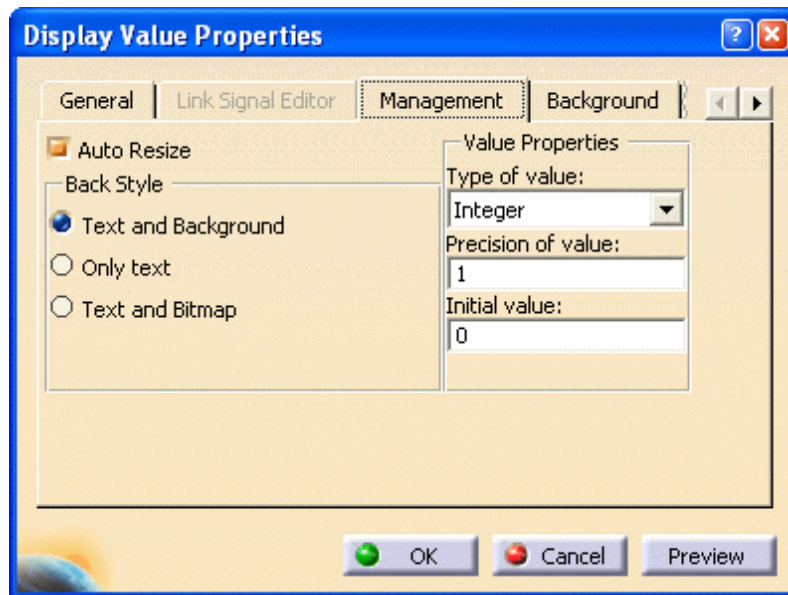 Display Value Properties
General
Link Signal Editor
Management
Background
Auto Resize
Back Style
Text and Background
Only text
Text and Bitmap
Value Properties
Type of value:
Integer
Precision of value:
1
Initial value:
0
OK
Cancel
Preview